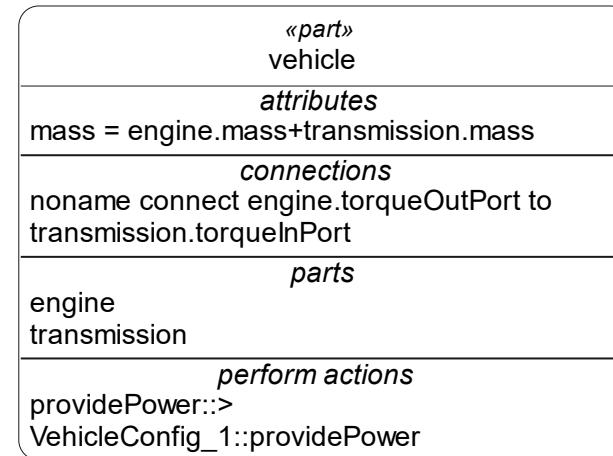 «part»
vehicle
attributes
mass = engine.mass+transmission.mass
connections
noname connect engine.torqueOutPort to
transmission.torqueInPort
parts
engine
transmission
perform actions
providePower::>
VehicleConfig_1::providePower